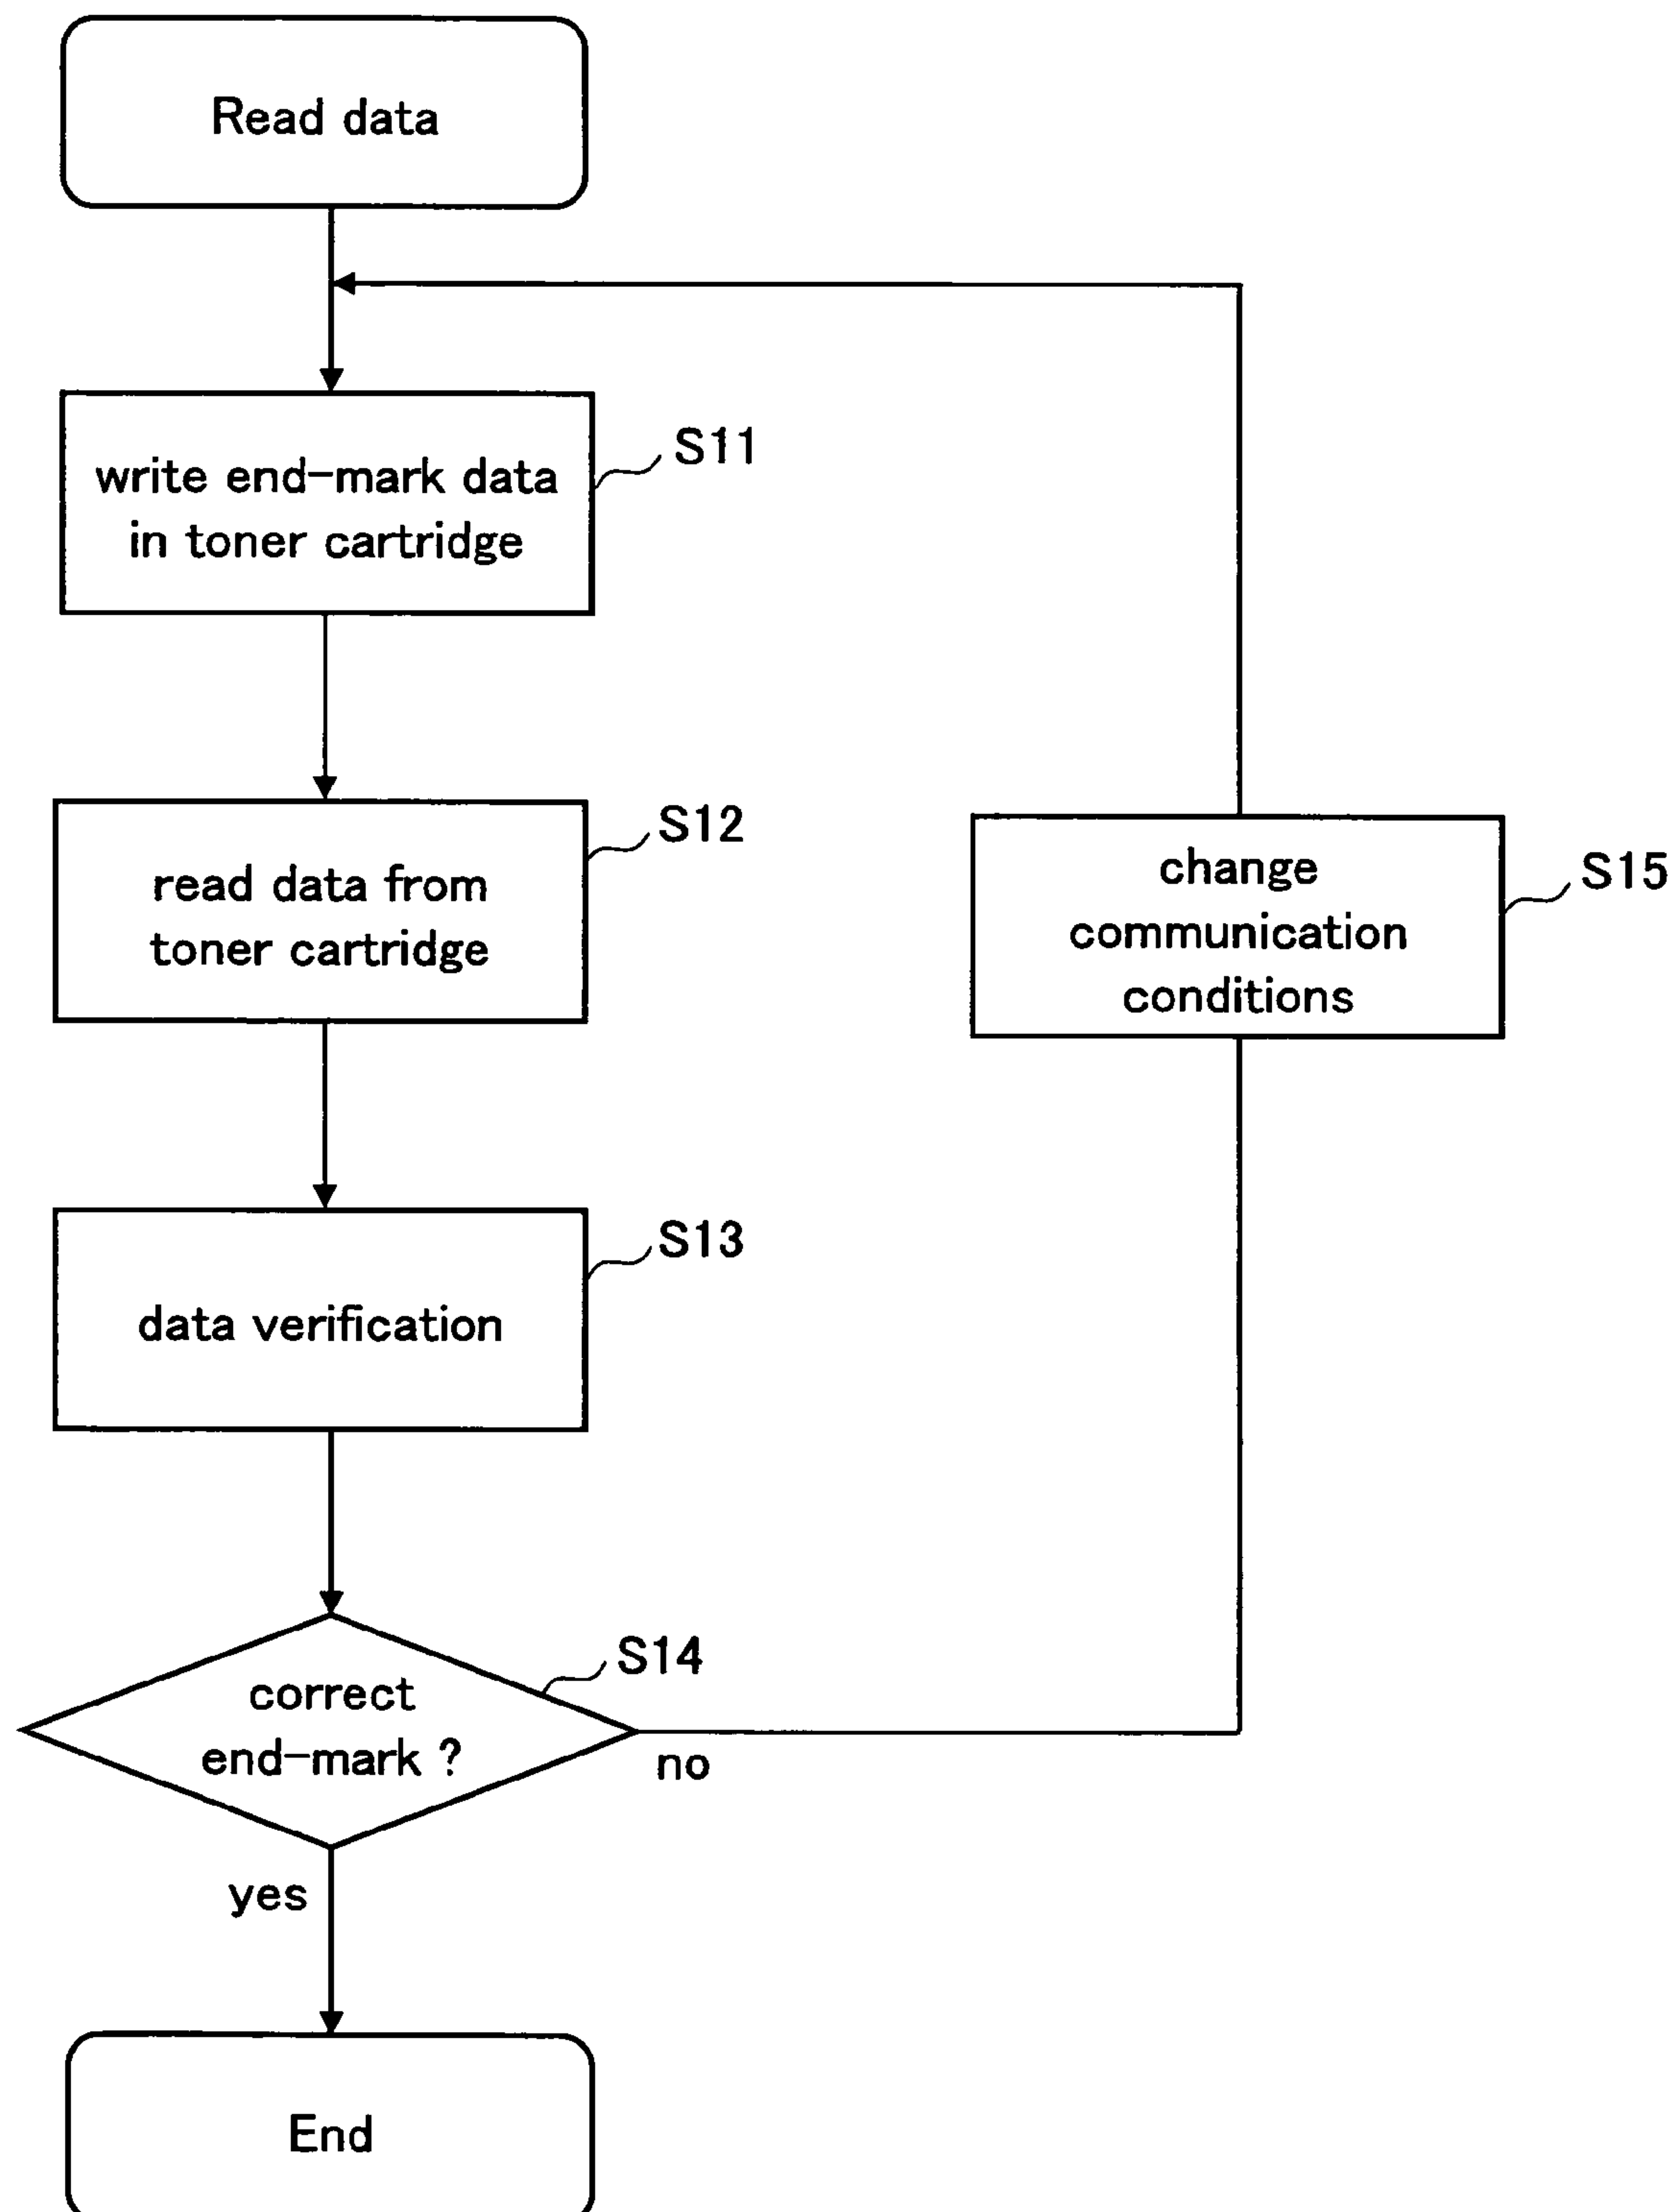 Read data
write end-mark data
in toner cartridge
S11
read data from
toner cartridge
S12
change
communication
conditions
S15
data verification
S13
correct
end-mark ?
S14
no
yes
End